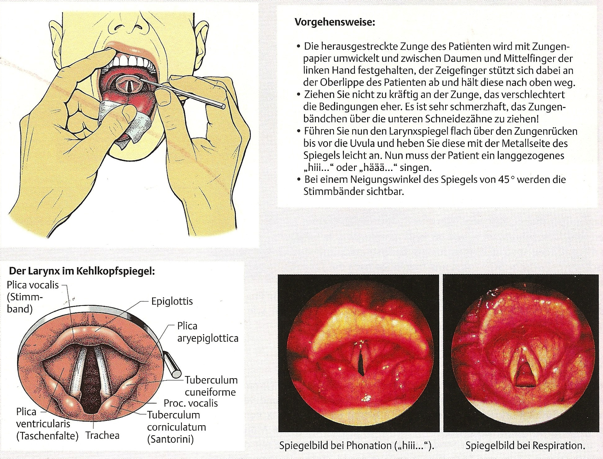 Vorgehensweise:
• Die herausgestreckte Zunge des Patienten wird mit Zungen-
papier umwickelt und zwischen Daumen und Mittelfinger der
linken Hand festgehalten, der Zeigefinger stützt sich dabei an
der Oberlippe des Patienten ab und hält diese nach oben weg.
• Ziehen Sie nicht zu kräftig an der Zunge, das verschlechtert
die Bedingungen eher. Es ist sehr schmerzhaft, das Zungen-
bändchen über die unteren Schneidezähne zu ziehen!
• Führen Sie nun den Larynxspiegel flach über den Zungenrücken
bis vor die Uvula und heben Sie diese mit der Metallseite des
Spiegels leicht an. Nun muss der Patient ein langgezogenes
„hiii...“ oder „häää...“ singen.
• Bei einem Neigungswinkel des Spiegels von 45° werden die
Stimmbänder sichtbar.
Der Larynx im Kehlkopfspiegel:
Plica vocalis
(Stimm-
band)
Epiglottis
Plica
aryepiglottica
Tuberculum
cuneiforme
Proc. vocalis
Tuberculum
corniculatum
(Santorini)
Plica
ventricularis
(Taschenfalte)
Trachea
Spiegelbild bei Phonation („hiii...“).
Spiegelbild bei Respiration.